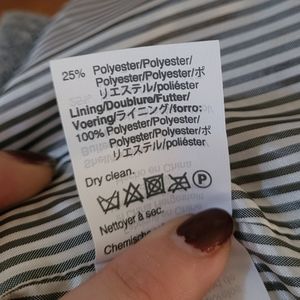 25% Polyester/Polyester/
Polyester/Polyester/ポ
リエステル/poliéster
Lining/Doublure/Futter/
Voering/ライニング/forro:
100% Polyester/Polyester/
Polyester/Polyester/ポ
リエステル/poliéster
Dry clean.
P
Nettoyer à sec.
Chemische